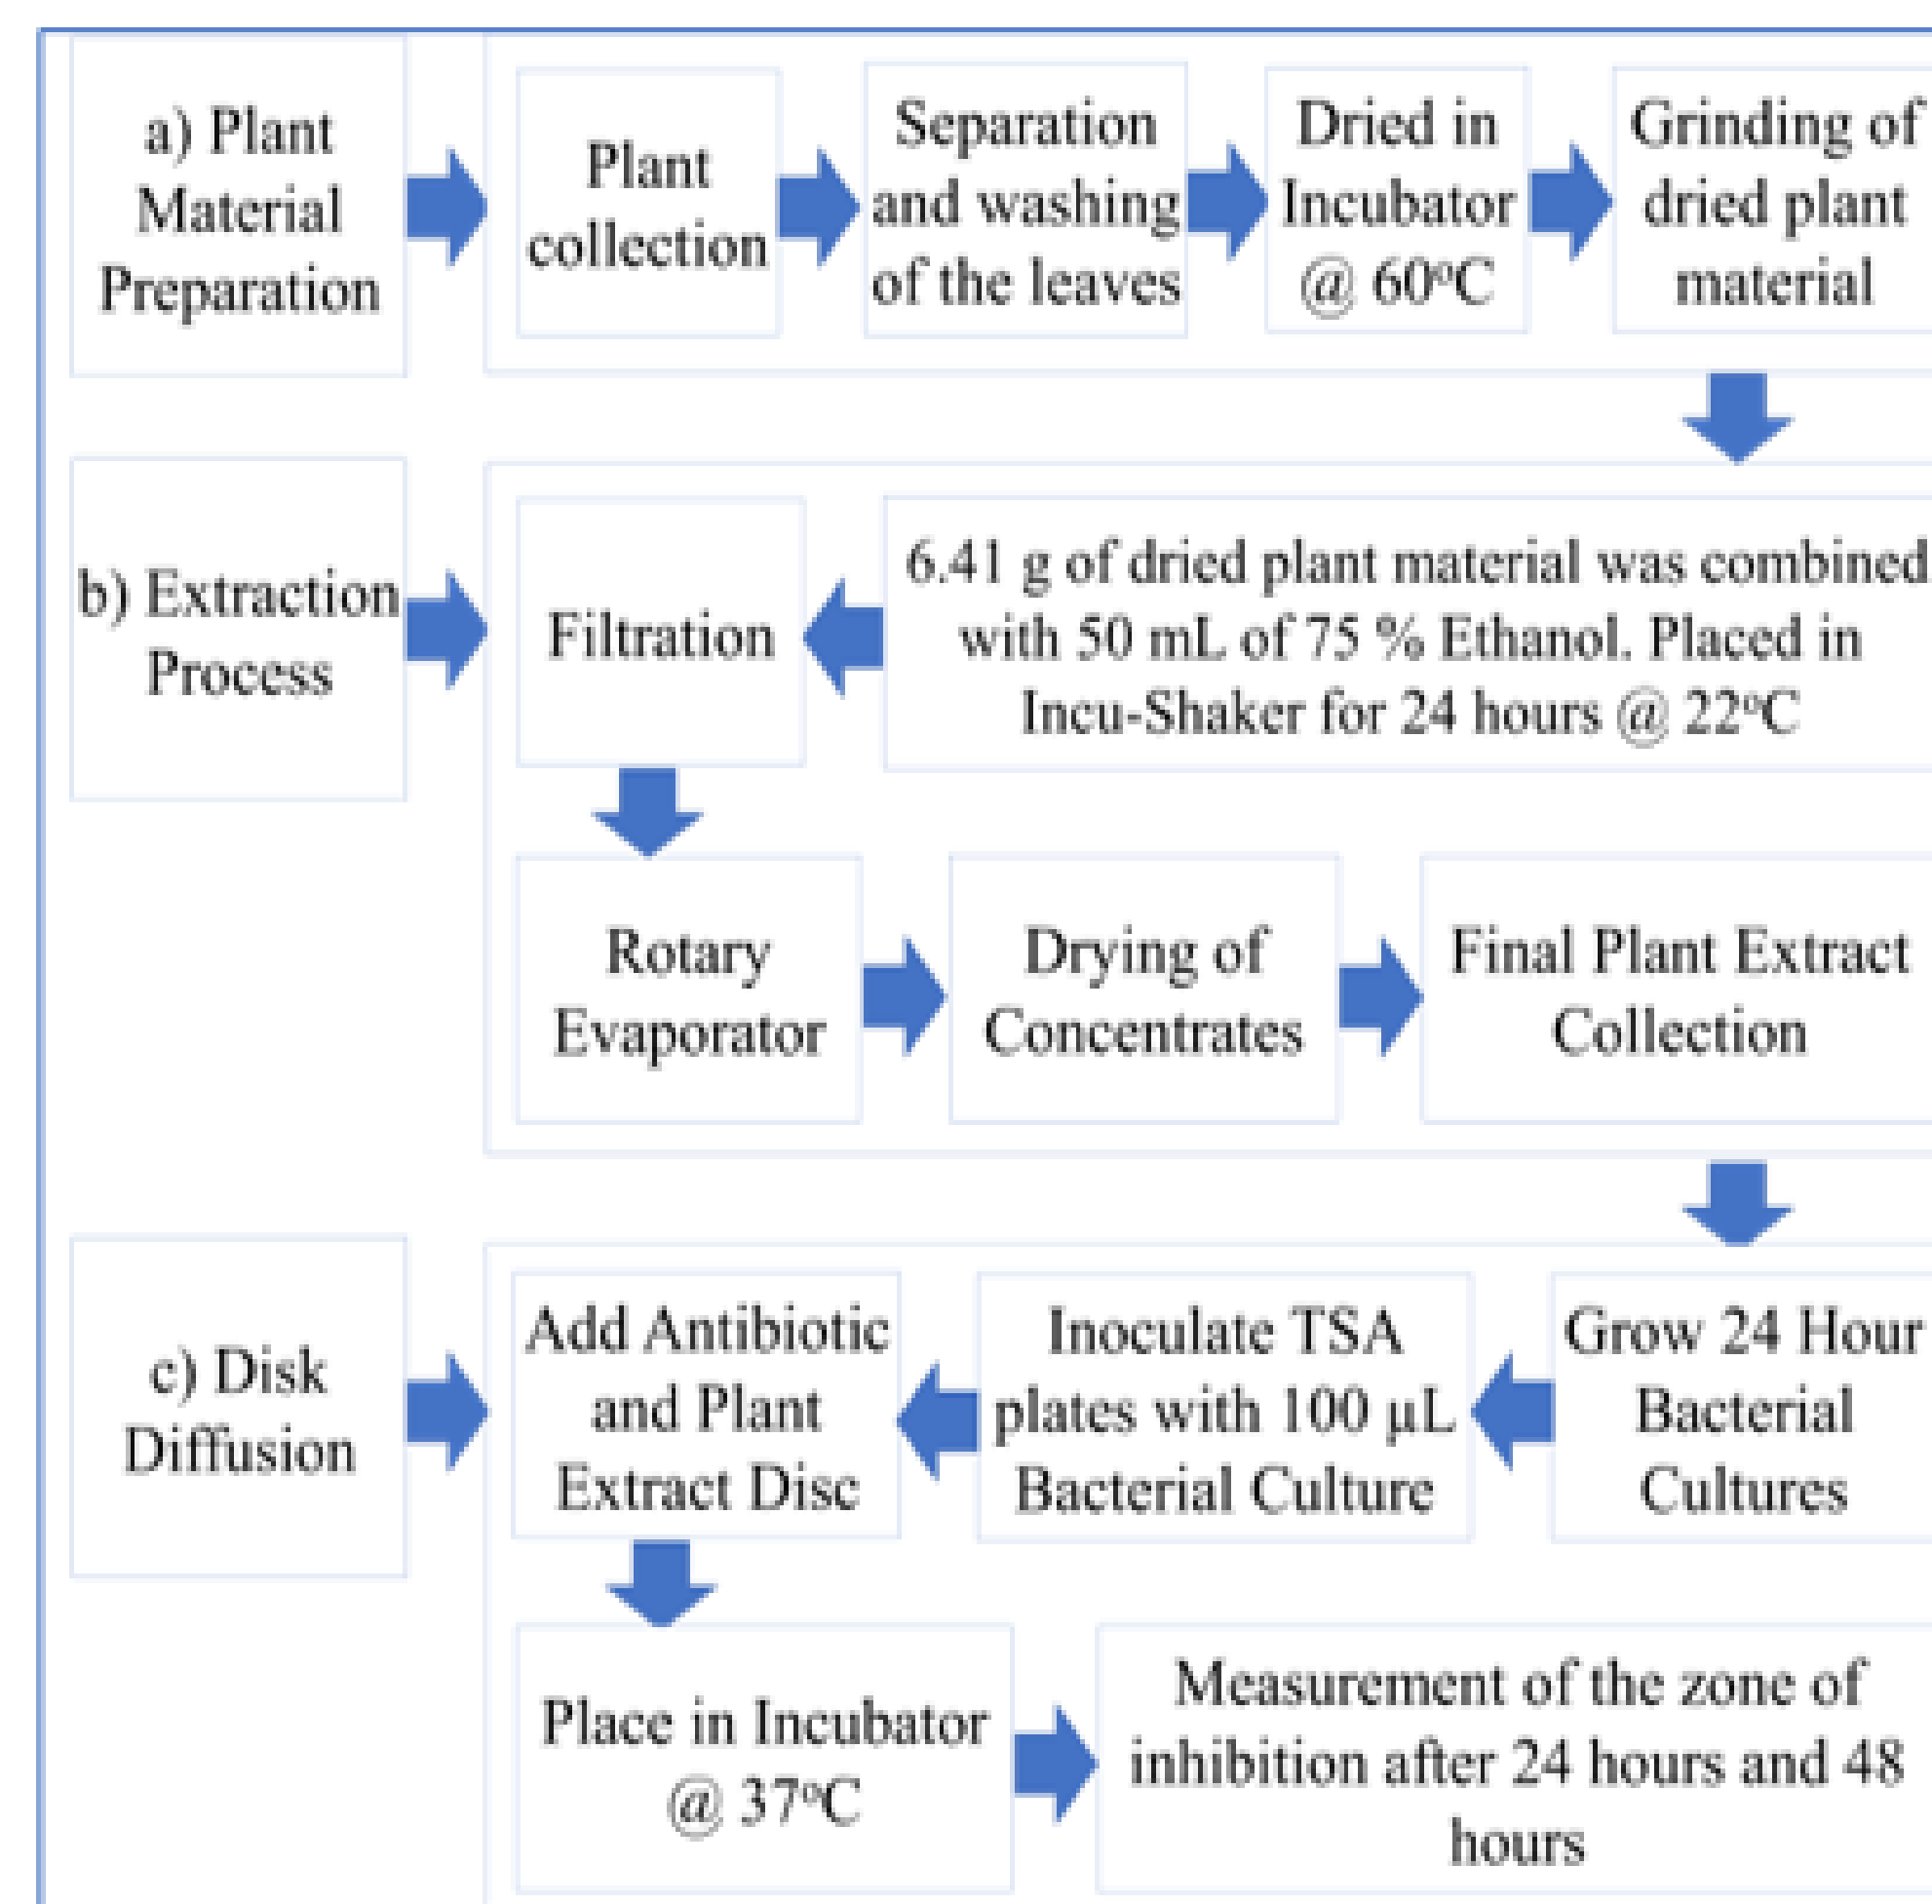 a) Plant
Material
Preparation
Plant
collection
Separation
and washing
of the leaves
Dried in
Incubator
@ 60ºC
Grinding of
dried plant
material
b) Extraction
Process
6.41 g of dried plant material was combined
with 50 mL of 75 % Ethanol. Placed in
Incu-Shaker for 24 hours @ 22ºC
Filtration
Rotary
Evaporator
Drying of
Concentrates
Final Plant Extract
Collection
c) Disk
Diffusion
Grow 24 Hour
Bacterial
Cultures
Inoculate TSA
plates with 100 µL
Bacterial Culture
Add Antibiotic
and Plant
Extract Disc
Place in Incubator
@ 37ºC
Measurement of the zone of
inhibition after 24 hours and 48
hours